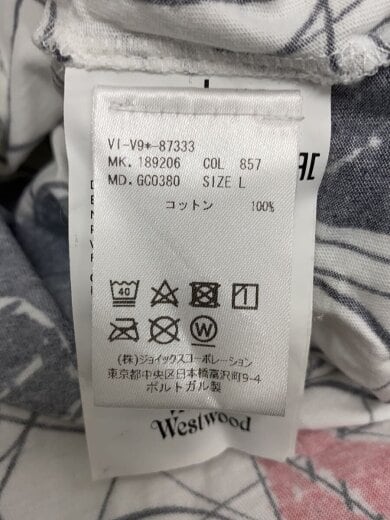 VI-V9*-87333
MK. 189206 COL 857
MD. GC0380 SIZE L
コットン 100%
40
W
(株)ジョイックスコーポレーション
東京都中央区日本橋富沢町9-4
ポルトガル製
Westwood